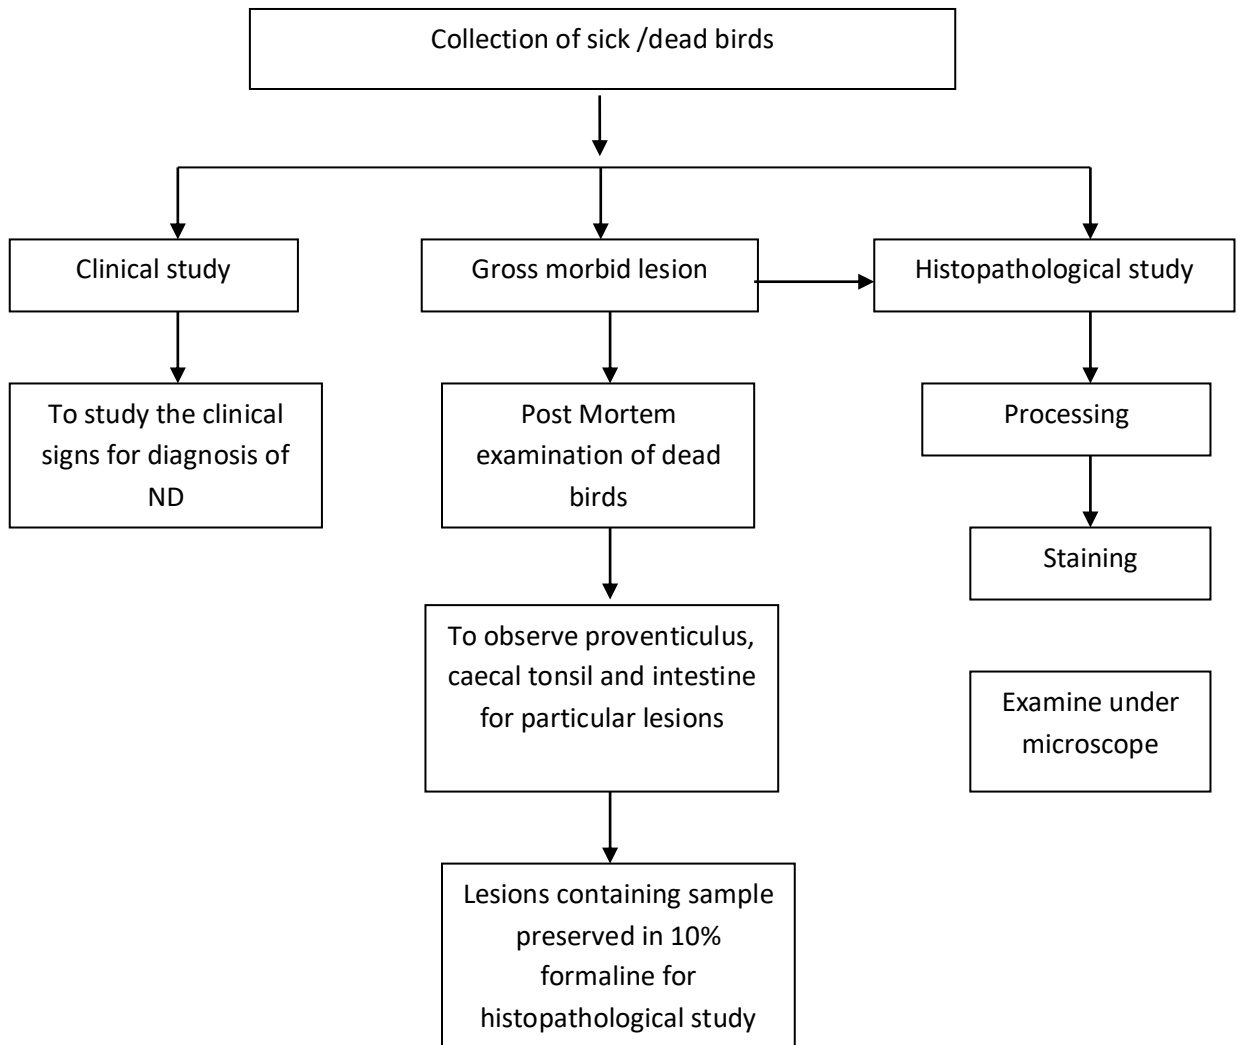 Collection of sick /dead birds
Clinical study
Gross morbid lesion
Histopathological study
To study the clinical
signs for diagnosis of
ND
Post Mortem
examination of dead
birds
Processing
Staining
To observe proventiculus,
caecal tonsil and intestine
for particular lesions
Examine under
microscope
Lesions containing sample
preserved in 10%
formaline for
histopathological study